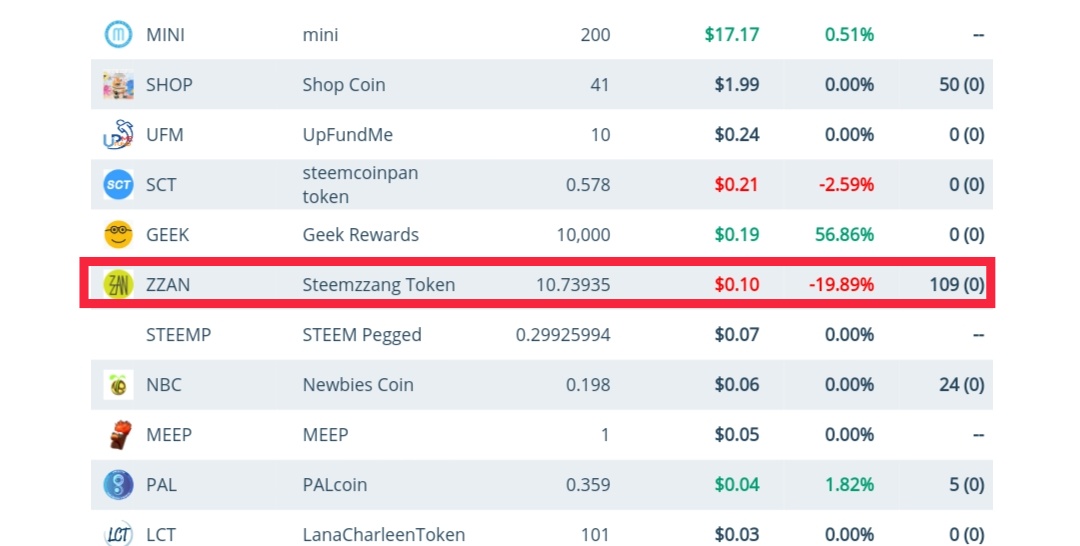 MINI mini 200 $17.17 0.51% --
SHOP Shop Coin 41 $1.99 0.00% 50 (0)
UFM UpFundMe 10 $0.24 0.00% 0 (0)
SCT SCT steemcoinpan token 0.578 $0.21 -2.59% 0 (0)
GEEK Geek Rewards 10,000 $0.19 56.86% 0 (0)
ZAN ZZAN Steemzzang Token 10.73935 $0.10 -19.89% 109 (0)
STEEMP STEEM Pegged 0.29925994 $0.07 0.00% --
NBC Newbies Coin 0.198 $0.06 0.00% 24 (0)
MEEP MEEP 1 $0.05 0.00% --
PAL PALcoin 0.359 $0.04 1.82% 5 (0)
LCT LCT LanaCharleenToken 101 $0.03 0.00% 0 (0)